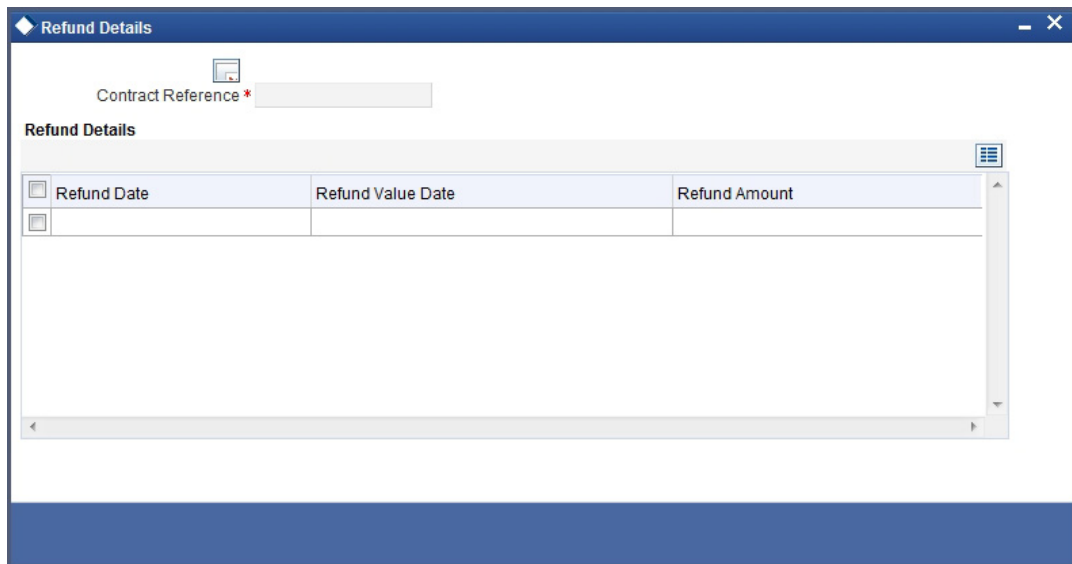 Refund Details
Contract Reference *
Refund Details
Refund Date Refund Value Date Refund Amount